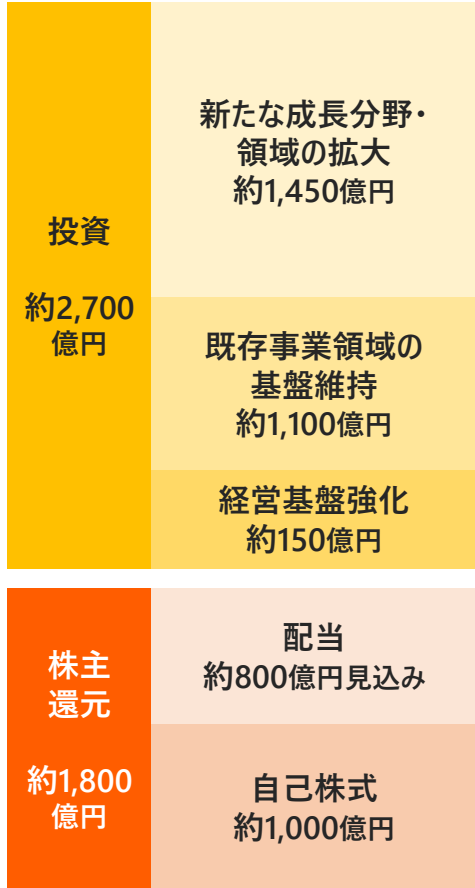 投資
約2,700
億円
新たな成長分野・
領域の拡大
約1,450億円
既存事業領域の
基盤維持
約1,100億円
経営基盤強化
約150億円
株主
還元
約1,800
億円
配当
約800億円見込み
自己株式
約1,000億円